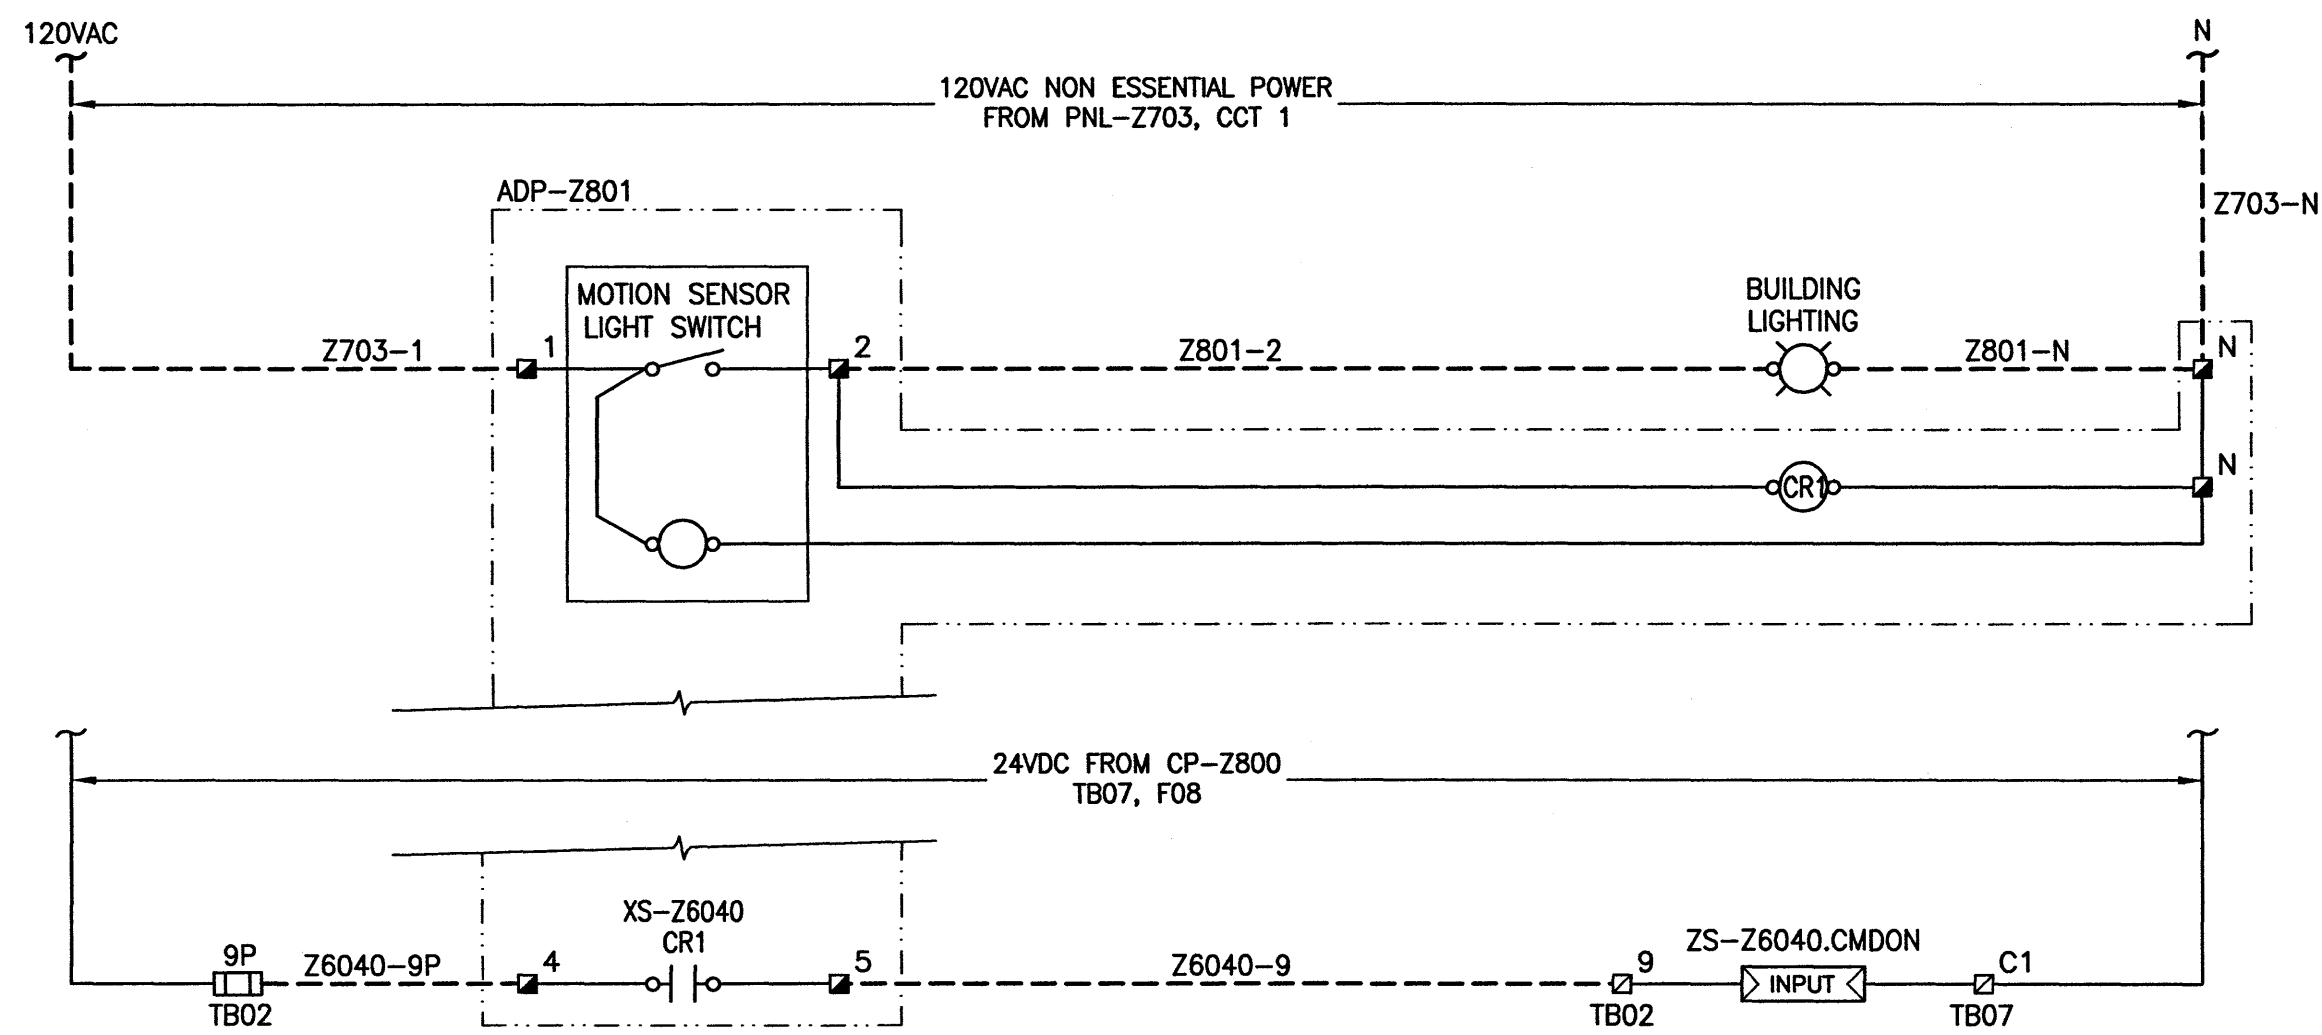 120VAC
N
120VAC NON ESSENTIAL POWER
FROM PNL-Z703, CCT 1
ADP-Z801
Z703-N
MOTION SENSOR
LIGHT SWITCH
BUILDING
LIGHTING
Z703-1
1
2
Z801-2
Z801-N
N
N
CR1
24VDC FROM CP-Z800
TB07, F08
XS-Z6040
CR1
ZS-Z6040.CMDON
9P
Z6040-9P
4
5
Z6040-9
9
C1
INPUT
TB02
TB02
TB07